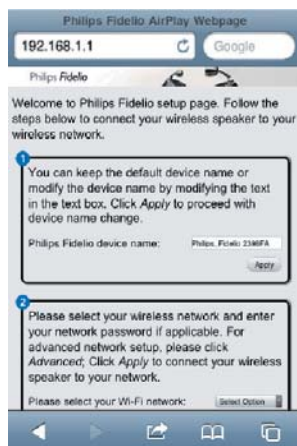 Philips Fidelio AirPlay Webpage
192.168.1.1
Google
Philips Fidelio
Welcome to Philips Fidelio setup page. Follow the
steps below to connect your wireless speaker to your
wireless network.
1
You can keep the default device name or
modify the device name by modifying the text
in the text box. Click Apply to proceed with
device name change.
Philips Fidelio device name:
Philips_Fidelio 2386FA
Apply
2
Please select your wireless network and enter
your network password if applicable. For
advanced network setup, please click
Advanced; Click Apply to connect your wireless
speaker to your network.
Please select your Wi-Fi network:
Select Option